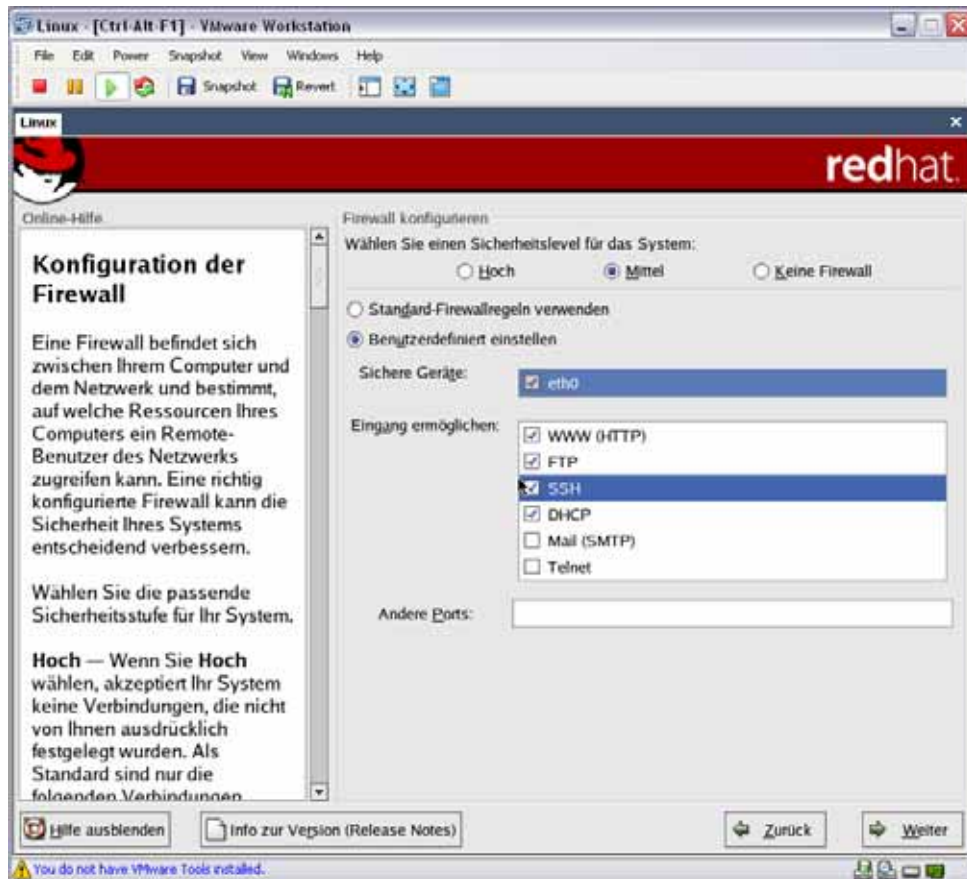 Linux - [Ctrl-Alt-F1] - VMware Workstation
File Edit Power Snapshot View Windows Help
Snapshot Revert
Linux
redhat.
Online-Hilfe
Konfiguration der
Firewall
Eine Firewall befindet sich
zwischen Ihrem Computer und
dem Netzwerk und bestimmt,
auf welche Ressourcen Ihres
Computers ein Remote-
Benutzer des Netzwerks
zugreifen kann. Eine richtig
konfigurierte Firewall kann die
Sicherheit Ihres Systems
entscheidend verbessern.
Wählen Sie die passende
Sicherheitsstufe für Ihr System.
Hoch — Wenn Sie Hoch
wählen, akzeptiert Ihr System
keine Verbindungen, die nicht
von Ihnen ausdrücklich
festgelegt wurden. Als
Standard sind nur die
folgenden Verbindungen
Firewall konfigurieren
Wählen Sie einen Sicherheitslevel für das System:
Hoch Mittel Keine Firewall
Standard-Firewallregeln verwenden
Benutzerdefiniert einstellen
Sichere Geräte:
eth0
Eingang ermöglichen:
WWW (HTTP)
FTP
SSH
DHCP
Mail (SMTP)
Telnet
Andere Ports:
Hilfe ausblenden Info zur Version (Release Notes) Zurück Weiter
You do not have VMware Tools installed.